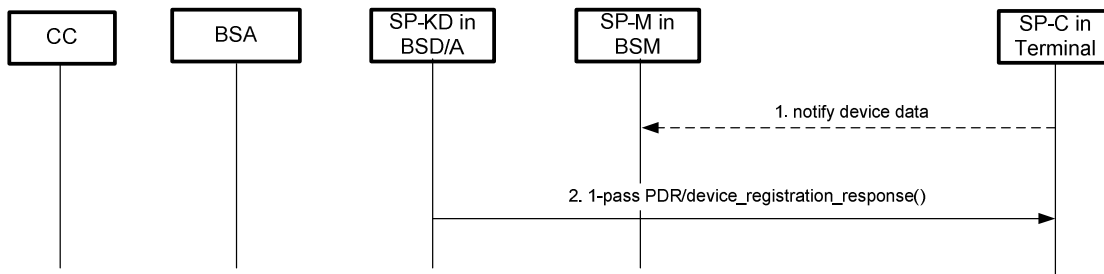 CC
BSA
SP-KD in
BSD/A
SP-M in
BSM
SP-C in
Terminal
1. notify device data
2. 1-pass PDR/device_registration_response()